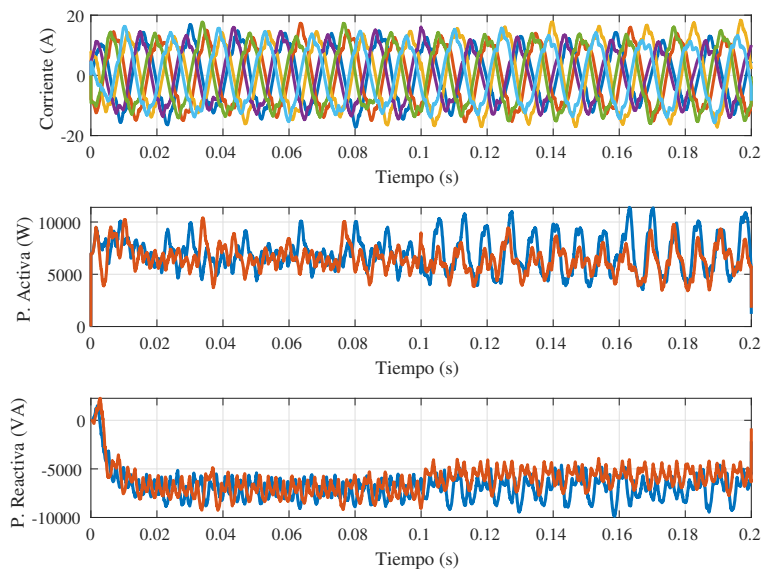 20
0
-20
Corriente (A)
0 0.02 0.04 0.06 0.08 0.1 0.12 0.14 0.16 0.18 0.2
Tiempo (s)
10000
5000
0
P. Activa (W)
0 0.02 0.04 0.06 0.08 0.1 0.12 0.14 0.16 0.18 0.2
Tiempo (s)
0
-5000
-10000
P. Reactiva (VA)
0 0.02 0.04 0.06 0.08 0.1 0.12 0.14 0.16 0.18 0.2
Tiempo (s)